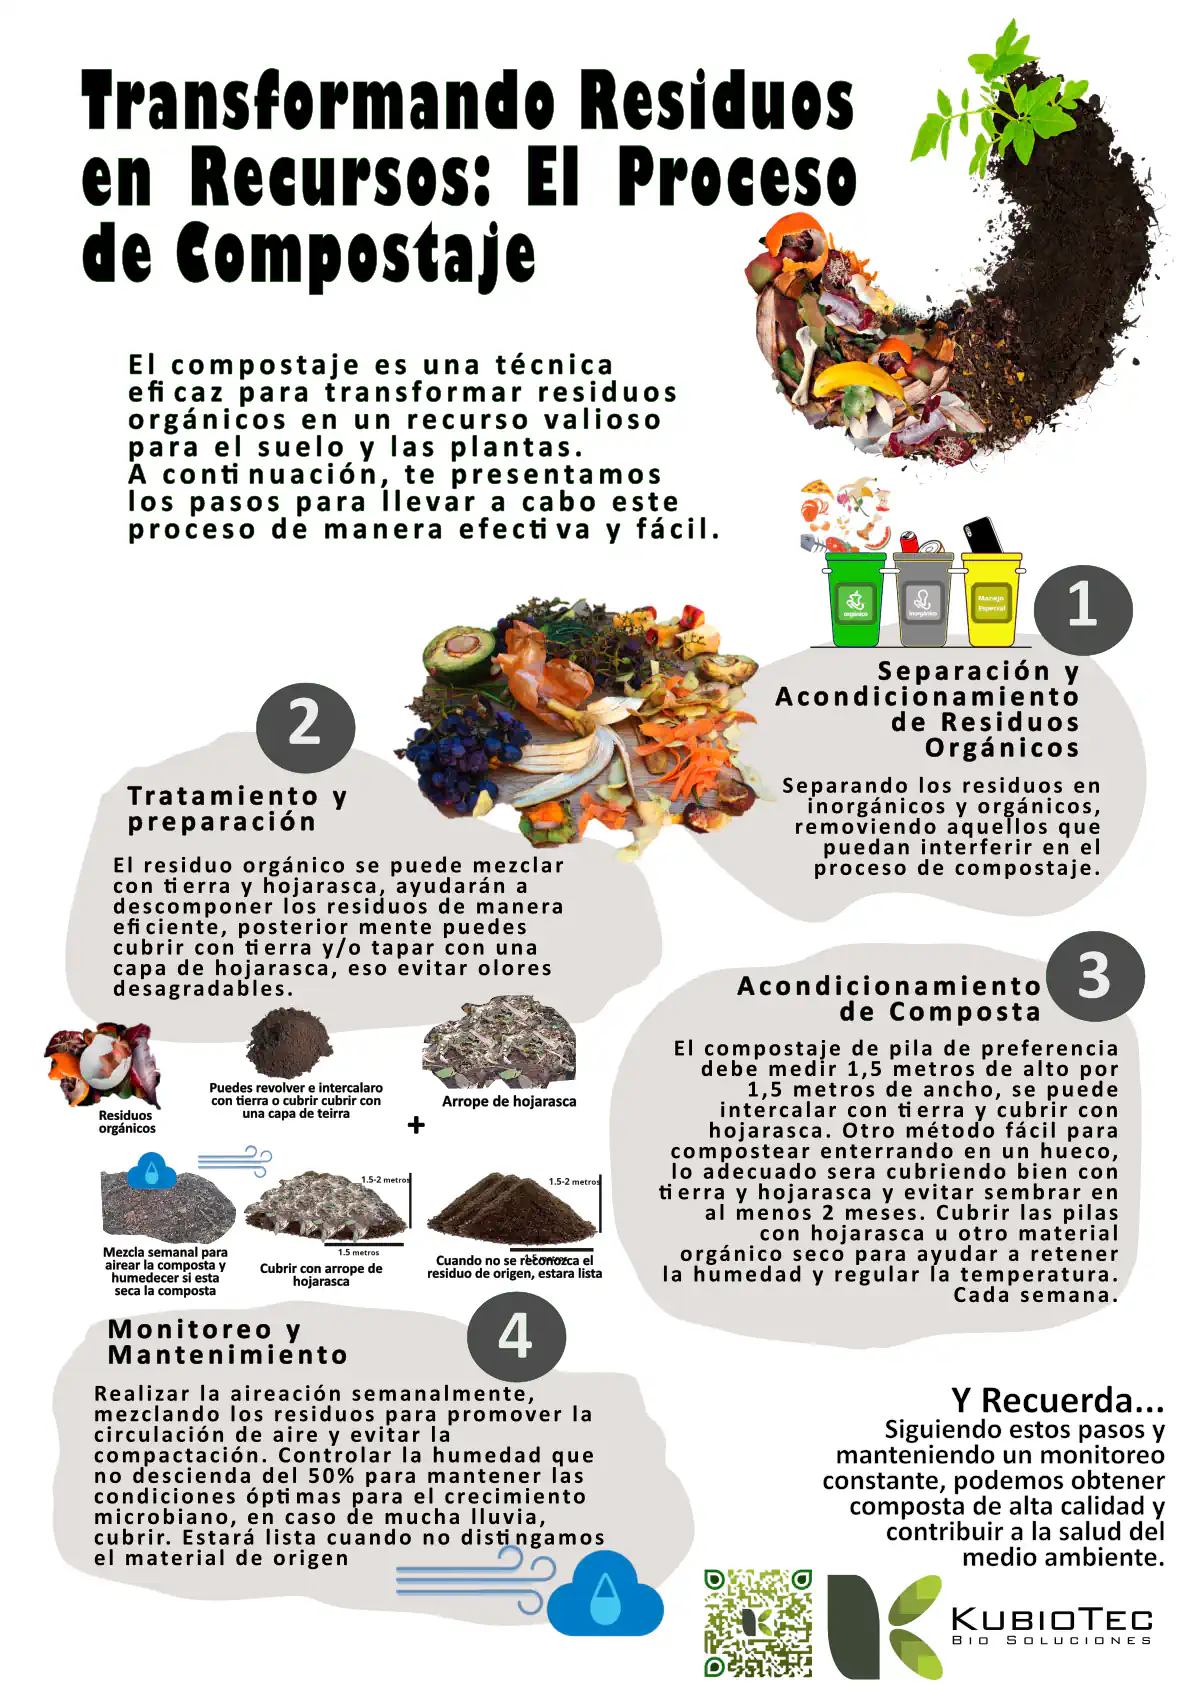 Transformando Residuos
en Recursos: El Proceso
de Compostaje
El compostaje es una técnica
eficaz para transformar residuos
orgánicos en un recurso valioso
para el suelo y las plantas.
A continuación, te presentamos
los pasos para llevar a cabo este
proceso de manera efectiva y fácil.
orgánico
inorgánico
Manejo
Especial
1
Separación y
Acondicionamiento
de Residuos
Orgánicos
Separando los residuos en
inorgánicos y orgánicos,
removiendo aquellos que
puedan interferir en el
proceso de compostaje.
2
Tratamiento y
preparación
El residuo orgánico se puede mezclar
con tierra y hojarasca, ayudarán a
descomponer los residuos de manera
eficiente, posterior mente puedes
cubrir con tierra y/o tapar con una
capa de hojarasca, eso evitar olores
desagradables.
Residuos
orgánicos
Puedes revolver e intercalaro
con tierra o cubrir cubrir con
una capa de teirra
+
Arrope de hojarasca
Mezcla semanal para
airear la composta y
humedecer si esta
seca la composta
1.5-2 metros
1.5 metros
Cubrir con arrope de
hojarasca
1.5-2 metros
1.5 metros
Cuando no se reconozca el
residuo de origen, estara lista
3
Acondicionamiento
de Composta
El compostaje de pila de preferencia
debe medir 1,5 metros de alto por
1,5 metros de ancho, se puede
intercalar con tierra y cubrir con
hojarasca. Otro método fácil para
compostear enterrando en un hueco,
lo adecuado sera cubriendo bien con
tierra y hojarasca y evitar sembrar en
al menos 2 meses. Cubrir las pilas
con hojarasca u otro material
orgánico seco para ayudar a retener
la humedad y regular la temperatura.
Cada semana.
4
Monitoreo y
Mantenimiento
Realizar la aireación semanalmente,
mezclando los residuos para promover la
circulación de aire y evitar la
compactación. Controlar la humedad que
no descienda del 50% para mantener las
condiciones óptimas para el crecimiento
microbiano, en caso de mucha lluvia,
cubrir. Estará lista cuando no distingamos
el material de origen
Y Recuerda...
Siguiendo estos pasos y
manteniendo un monitoreo
constante, podemos obtener
composta de alta calidad y
contribuir a la salud del
medio ambiente.
KubioTec
Bio Soluciones